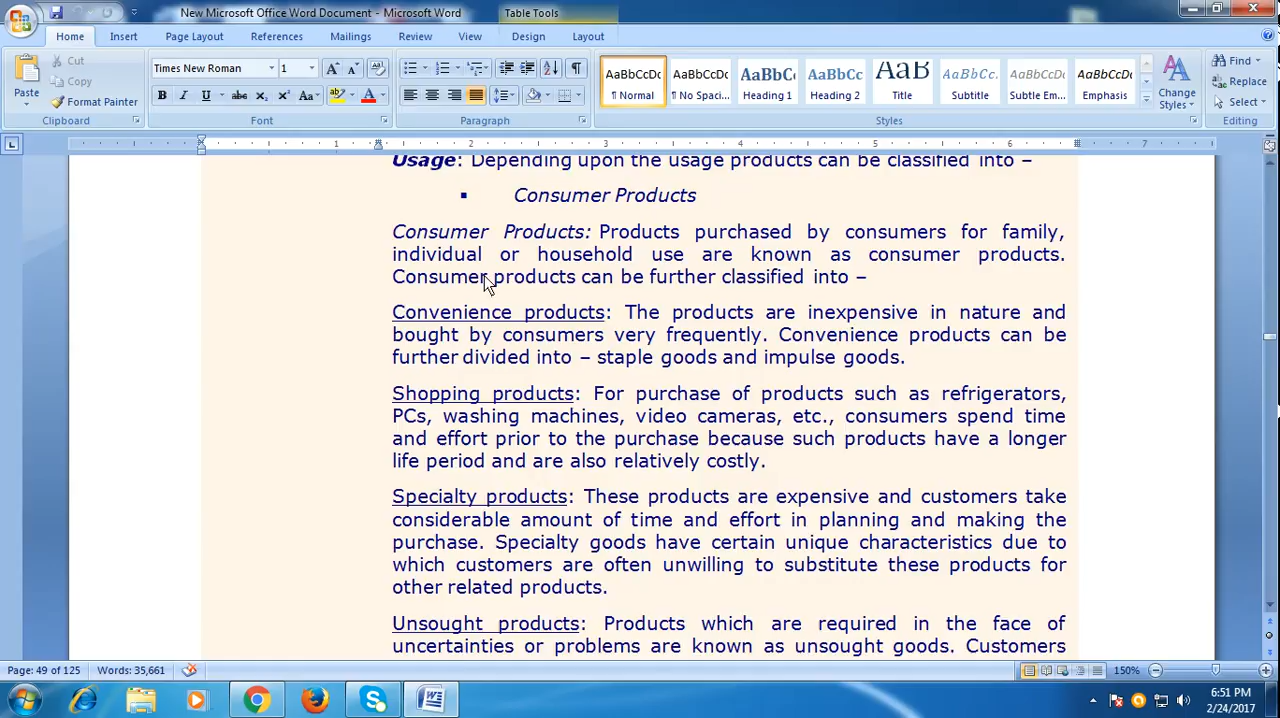 New Microsoft Office Word Document - Microsoft Word
Table Tools
Home Insert Page Layout References Mailings Review View Design Layout
Paste
Cut
Copy
Format Painter
Clipboard
Times New Roman 1
Font
Paragraph
AaBbCcDc AaBbCcDc AaBbC AaBbCc AaB AaBbCc. AaBbCc. AaBbCc.
¶ Normal ¶ No Spaci... Heading 1 Heading 2 Title Subtitle Subtle Em... Emphasis
Styles
Change
Styles
Find
Replace
Select
Editing
1 1 2 3 4 5 6 7
Usage: Depending upon the usage products can be classified into –
▪ Consumer Products
Consumer Products: Products purchased by consumers for family,
individual or household use are known as consumer products.
Consumer products can be further classified into –
Convenience products: The products are inexpensive in nature and
bought by consumers very frequently. Convenience products can be
further divided into – staple goods and impulse goods.
Shopping products: For purchase of products such as refrigerators,
PCs, washing machines, video cameras, etc., consumers spend time
and effort prior to the purchase because such products have a longer
life period and are also relatively costly.
Specialty products: These products are expensive and customers take
considerable amount of time and effort in planning and making the
purchase. Specialty goods have certain unique characteristics due to
which customers are often unwilling to substitute these products for
other related products.
Unsought products: Products which are required in the face of
uncertainties or problems are known as unsought goods. Customers
Page: 49 of 125 Words: 35,661 150%
6:51 PM
2/24/2017